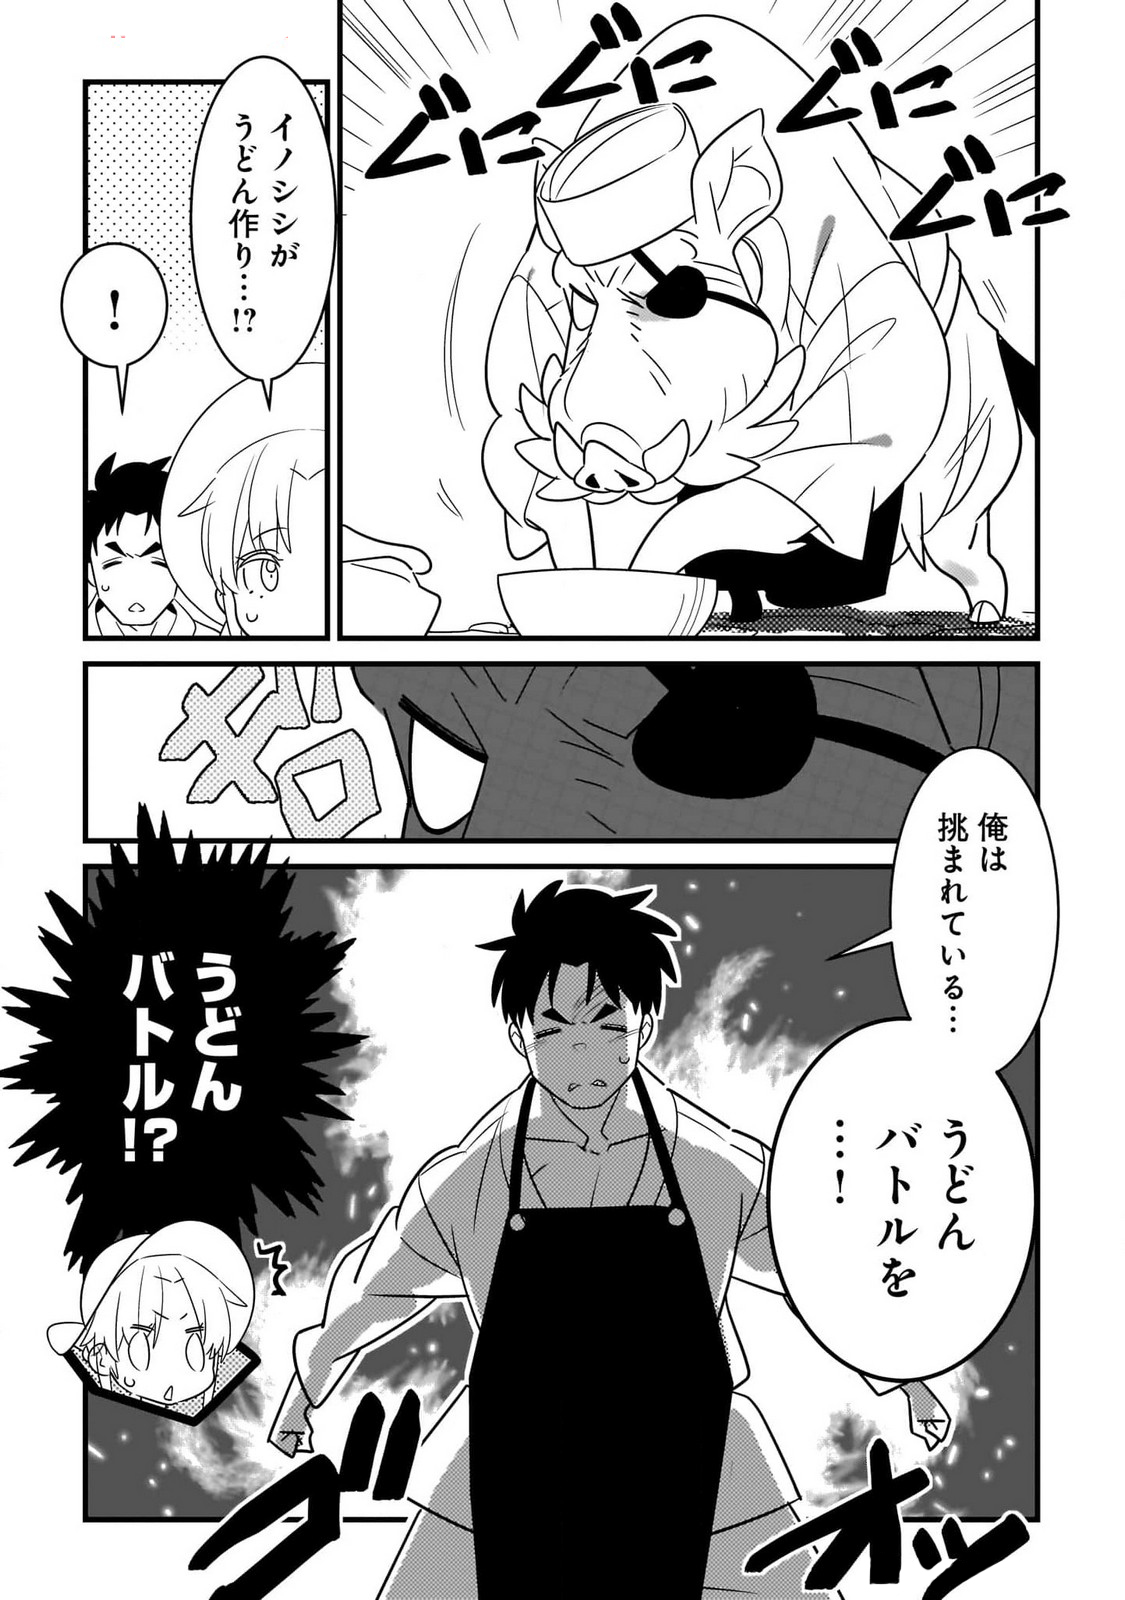 ぐに
ぐに
ぐに
ぐに
イノシシが
うどん作り…!?
！
ギロ
俺は
挑まれている…
うどん
バトルを
…！
うどん
バトル!?
ゴオッ